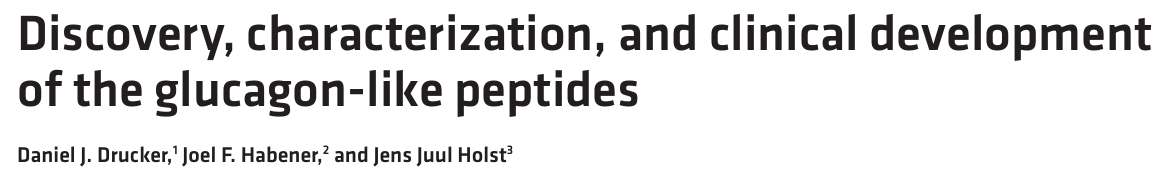 Discovery, characterization, and clinical development
of the glucagon-like peptides
Daniel J. Drucker,¹ Joel F. Habener,² and Jens Juul Holst³